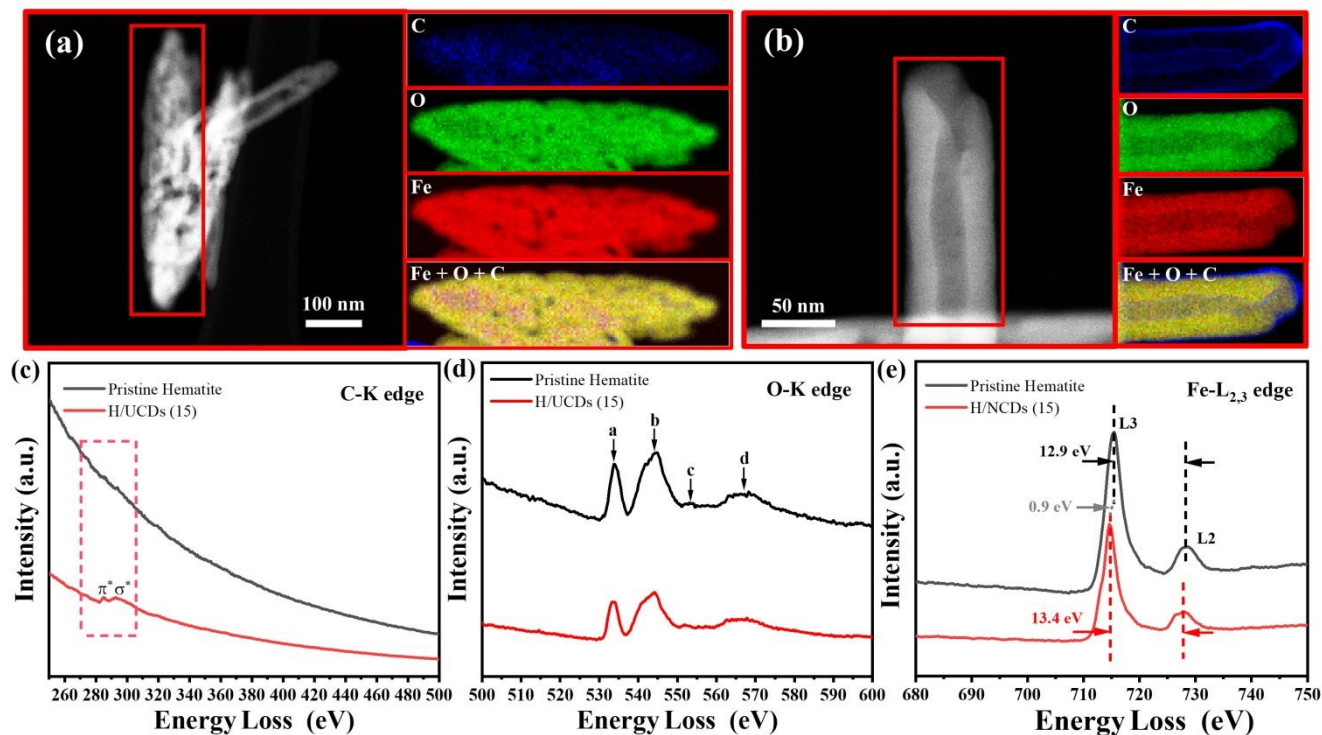 (a)
100 nm
C
O
Fe
Fe + O + C
(b)
50 nm
C
O
Fe
Fe + O + C
(c)
Pristine Hematite
H/UCDs (15)
C-K edge
π* σ*
Intensity (a.u.)
260 280 300 320 340 360 380 400 420 440 460 480 500
Energy Loss (eV)
(d)
Pristine Hematite
H/UCDs (15)
O-K edge
a
b
c
d
Intensity (a.u.)
500 510 520 530 540 550 560 570 580 590 600
Energy Loss (eV)
(e)
Pristine Hematite
H/NCDs (15)
Fe-L2,3 edge
L3
12.9 eV
0.9 eV
L2
13.4 eV
Intensity (a.u.)
680 690 700 710 720 730 740 750
Energy Loss (eV)